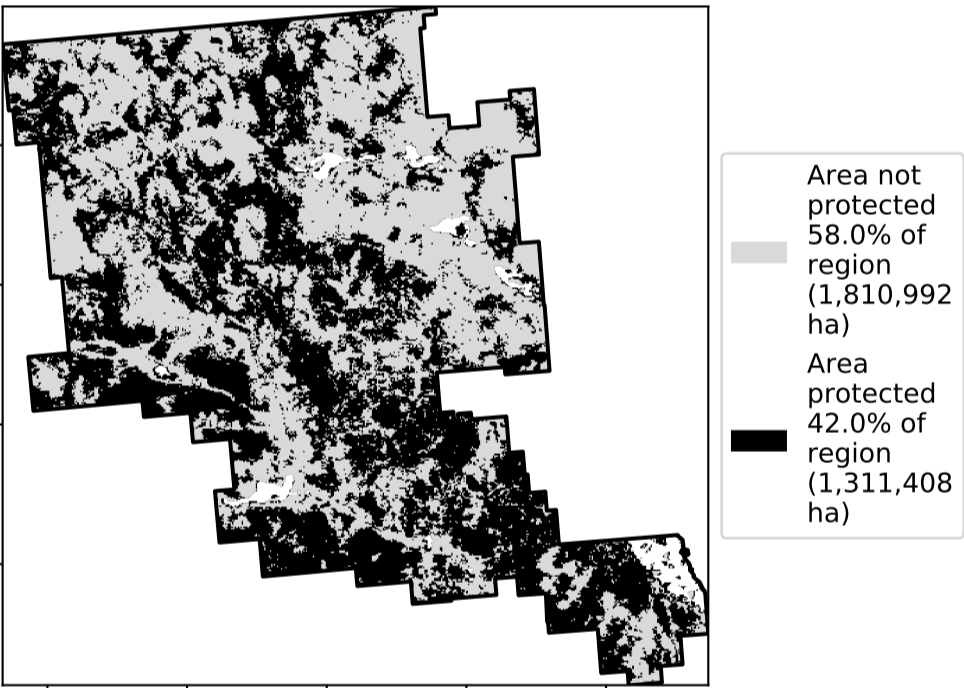 Area not
protected
58.0% of
region
(1,810,992
ha)
Area
protected
42.0% of
region
(1,311,408
ha)